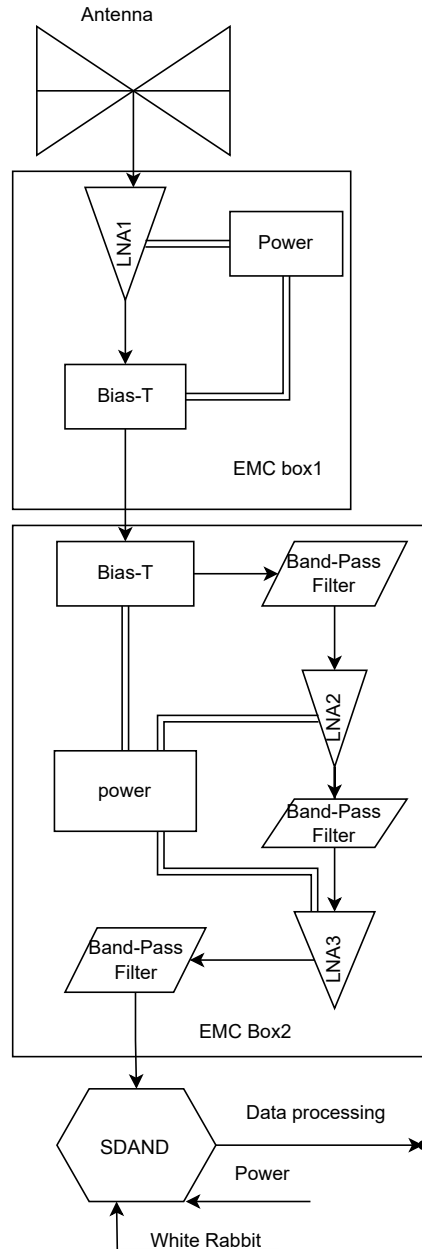 Antenna
LNA1
Power
Bias-T
EMC box1
Bias-T
Band-Pass
Filter
LNA2
power
Band-Pass
Filter
LNA3
Band-Pass
Filter
EMC Box2
Data processing
SDAND
Power
White Rabbit